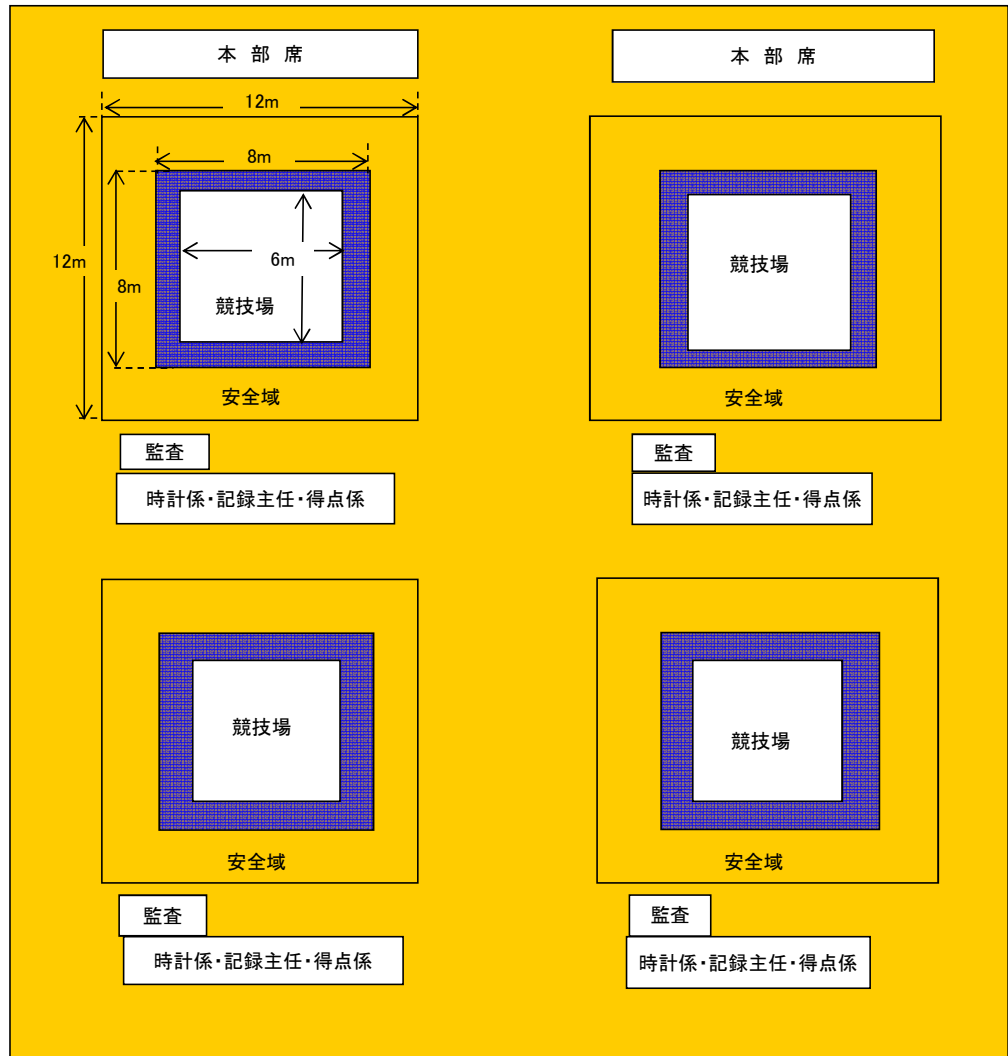 本 部 席
本 部 席
12m
8m
12m
8m
6m
競技場
安全域
競技場
安全域
監査
時計係・記録主任・得点係
監査
時計係・記録主任・得点係
競技場
安全域
競技場
安全域
監査
時計係・記録主任・得点係
監査
時計係・記録主任・得点係